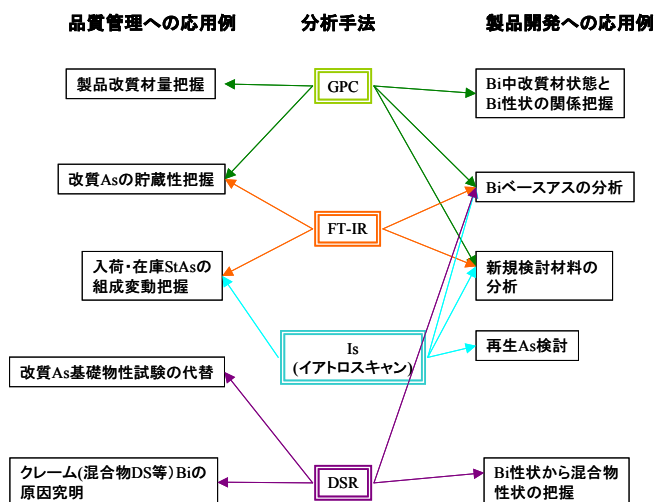 品質管理への応用例
分析手法
製品開発への応用例
製品改質材量把握
GPC
Bi中改質材状態と
Bi性状の関係把握
改質Asの貯蔵性把握
Biベースアスの分析
FT-IR
入荷・在庫StAsの
組成変動把握
新規検討材料の
分析
Is
(イアトロスキャン)
再生As検討
改質As基礎物性試験の代替
クレーム(混合物DS等)Biの
原因究明
DSR
Bi性状から混合物
性状の把握